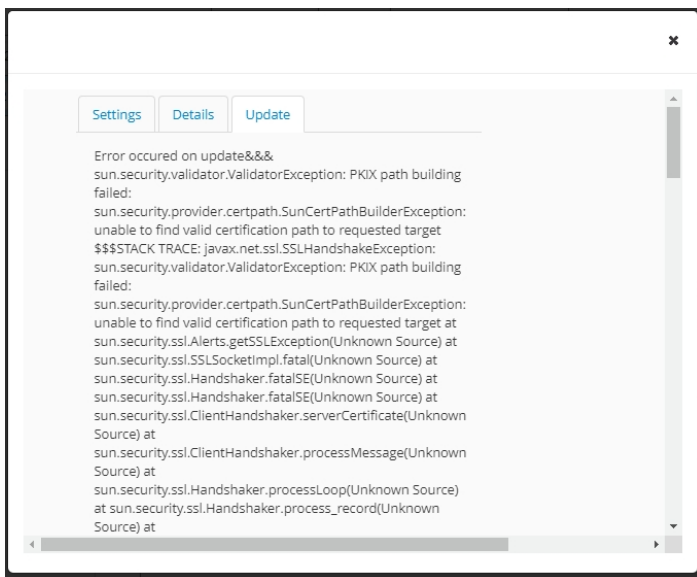 ✖
Settings Details Update
Error occured on update&&&
sun.security.validator.ValidatorException: PKIX path building
failed:
sun.security.provider.certpath.SunCertPathBuilderException:
unable to find valid certification path to requested target
$$$STACK TRACE: javax.net.ssl.SSLHandshakeException:
sun.security.validator.ValidatorException: PKIX path building
failed:
sun.security.provider.certpath.SunCertPathBuilderException:
unable to find valid certification path to requested target at
sun.security.ssl.Alerts.getSSLException(Unknown Source) at
sun.security.ssl.SSLSocketImpl.fatal(Unknown Source) at
sun.security.ssl.Handshaker.fatalSE(Unknown Source) at
sun.security.ssl.Handshaker.fatalSE(Unknown Source) at
sun.security.ssl.ClientHandshaker.serverCertificate(Unknown
Source) at
sun.security.ssl.ClientHandshaker.processMessage(Unknown
Source) at
sun.security.ssl.Handshaker.processLoop(Unknown Source)
at sun.security.ssl.Handshaker.process_record(Unknown
Source) at